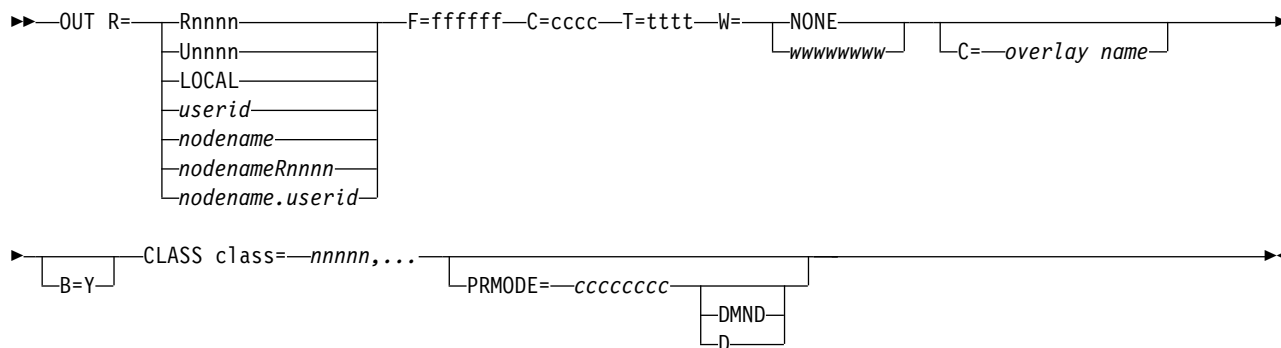 OUT R= Rnnnn F=ffffff C=cccc T=tttt W= NONE
Unnnn wwwwwwww C= overlay name
LOCAL
userid
nodename
nodenameRnnnn
nodename.userid
CLASS class= nnnnn,...
B=Y PRMODE= cccccccc
DMND
D